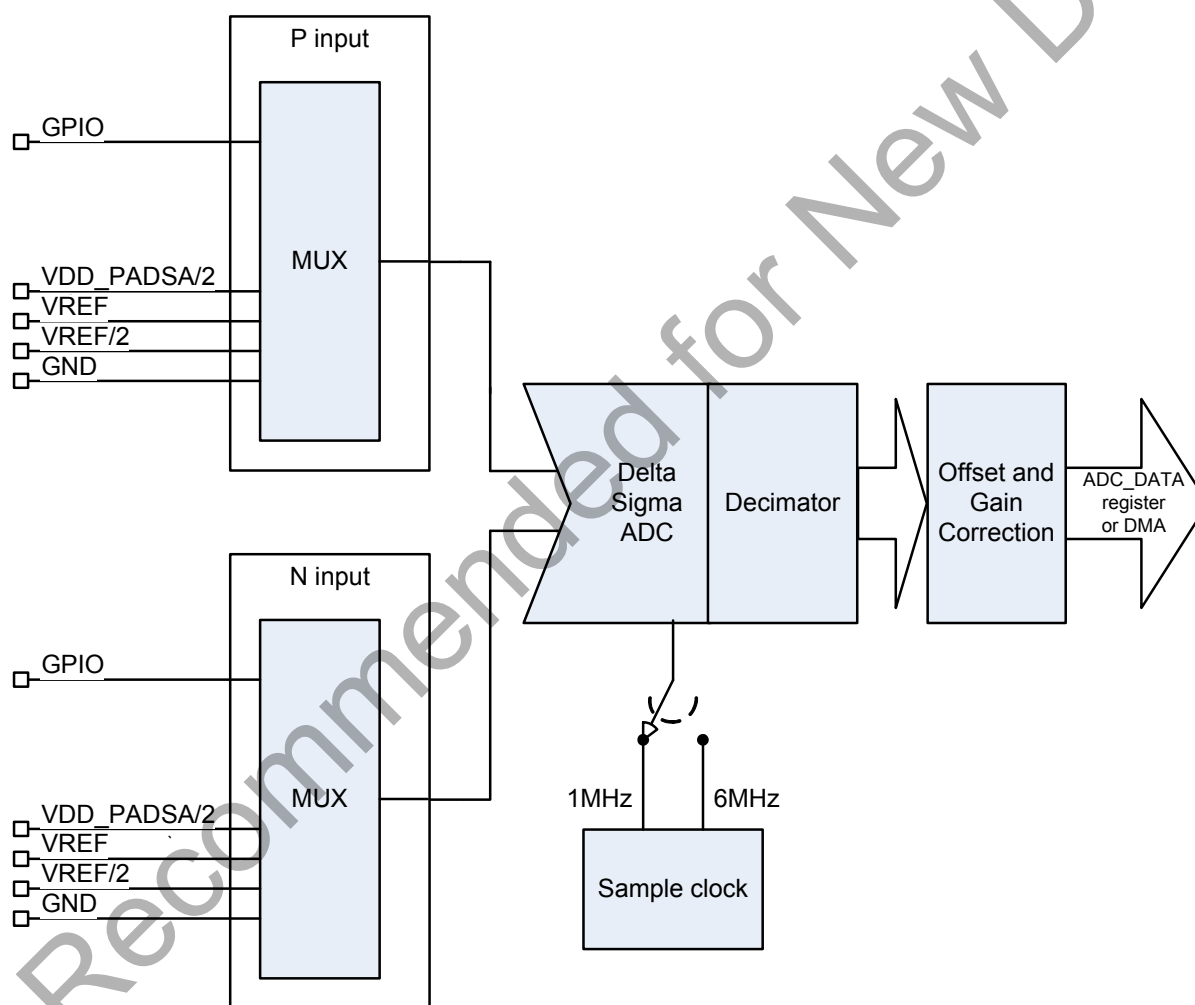 P input
GPIO
MUX
VDD_PADSA/2
VREF
VREF/2
GND
Delta
Sigma
ADC
Decimator
Offset and
Gain
Correction
ADC_DATA
register
or DMA
N input
GPIO
MUX
VDD_PADSA/2
VREF
VREF/2
GND
1MHz
6MHz
Sample clock
Recommended for New D